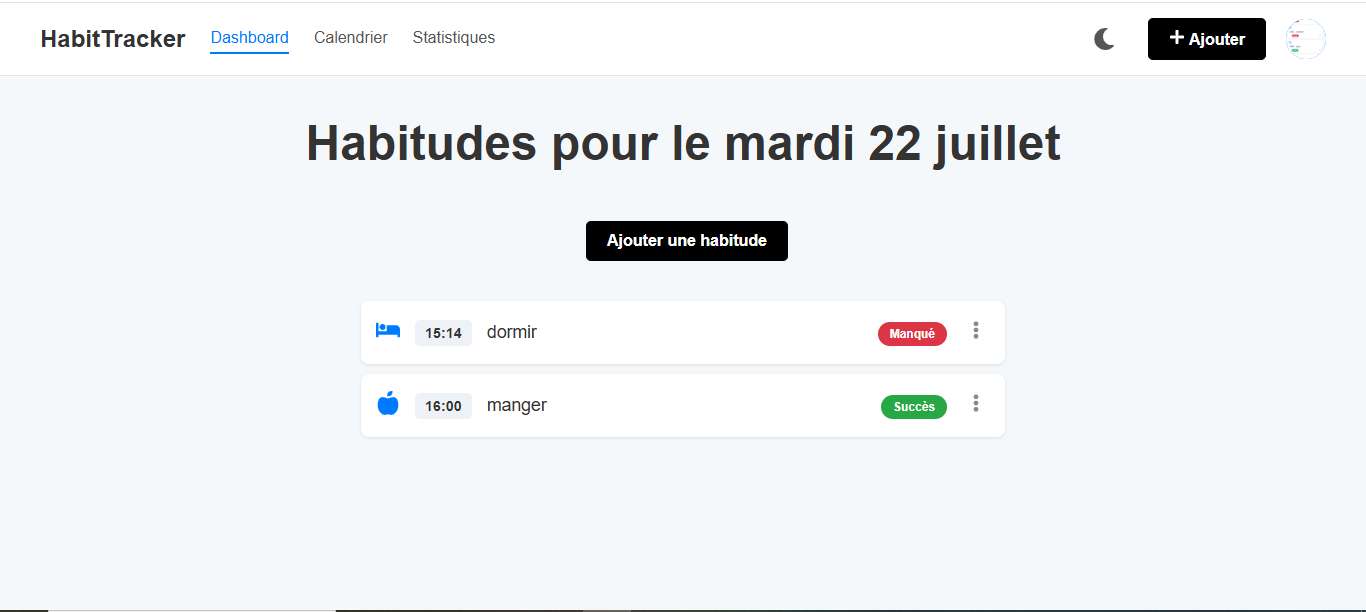 HabitTracker Dashboard Calendrier Statistiques + Ajouter
Habitudes pour le mardi 22 juillet
Ajouter une habitude
15:14 dormir Manqué
16:00 manger Succès